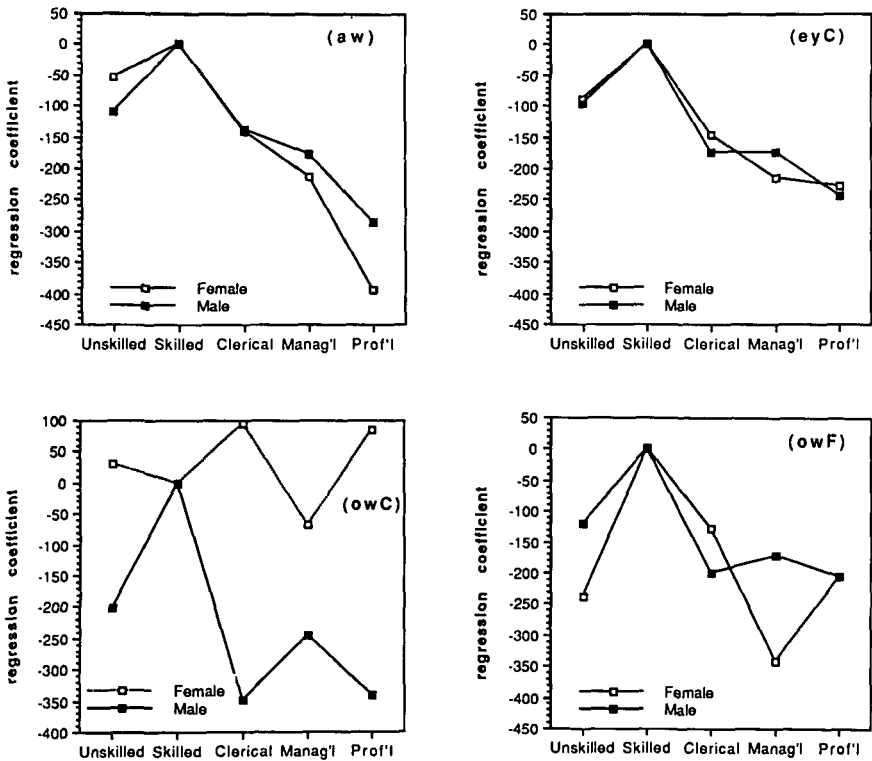 (aw)
regression coefficient
50
0
-50
-100
-150
-200
-250
-300
-350
-400
-450
Female
Male
Unskilled Skilled Clerical Manag'l Prof'l
(eyC)
regression coefficient
50
0
-50
-100
-150
-200
-250
-300
-350
-400
-450
Female
Male
Unskilled Skilled Clerical Manag'l Prof'l
(owC)
regression coefficient
100
50
0
-50
-100
-150
-200
-250
-300
-350
-400
Female
Male
Unskilled Skilled Clerical Manag'l Prof'l
(owF)
regression coefficient
50
0
-50
-100
-150
-200
-250
-300
-350
-400
-450
Female
Male
Unskilled Skilled Clerical Manag'l Prof'l